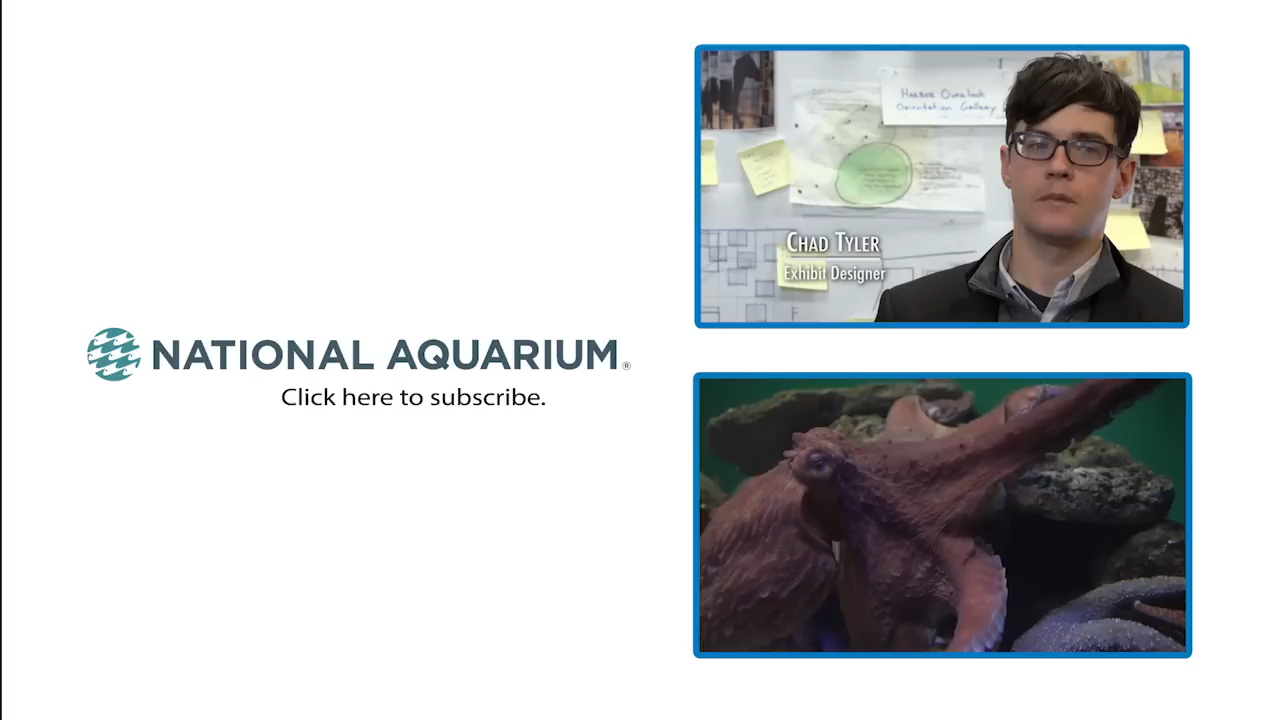 NATIONAL AQUARIUM®
Click here to subscribe.
CHAD TYLER
Exhibit Designer
Orientation Gallery